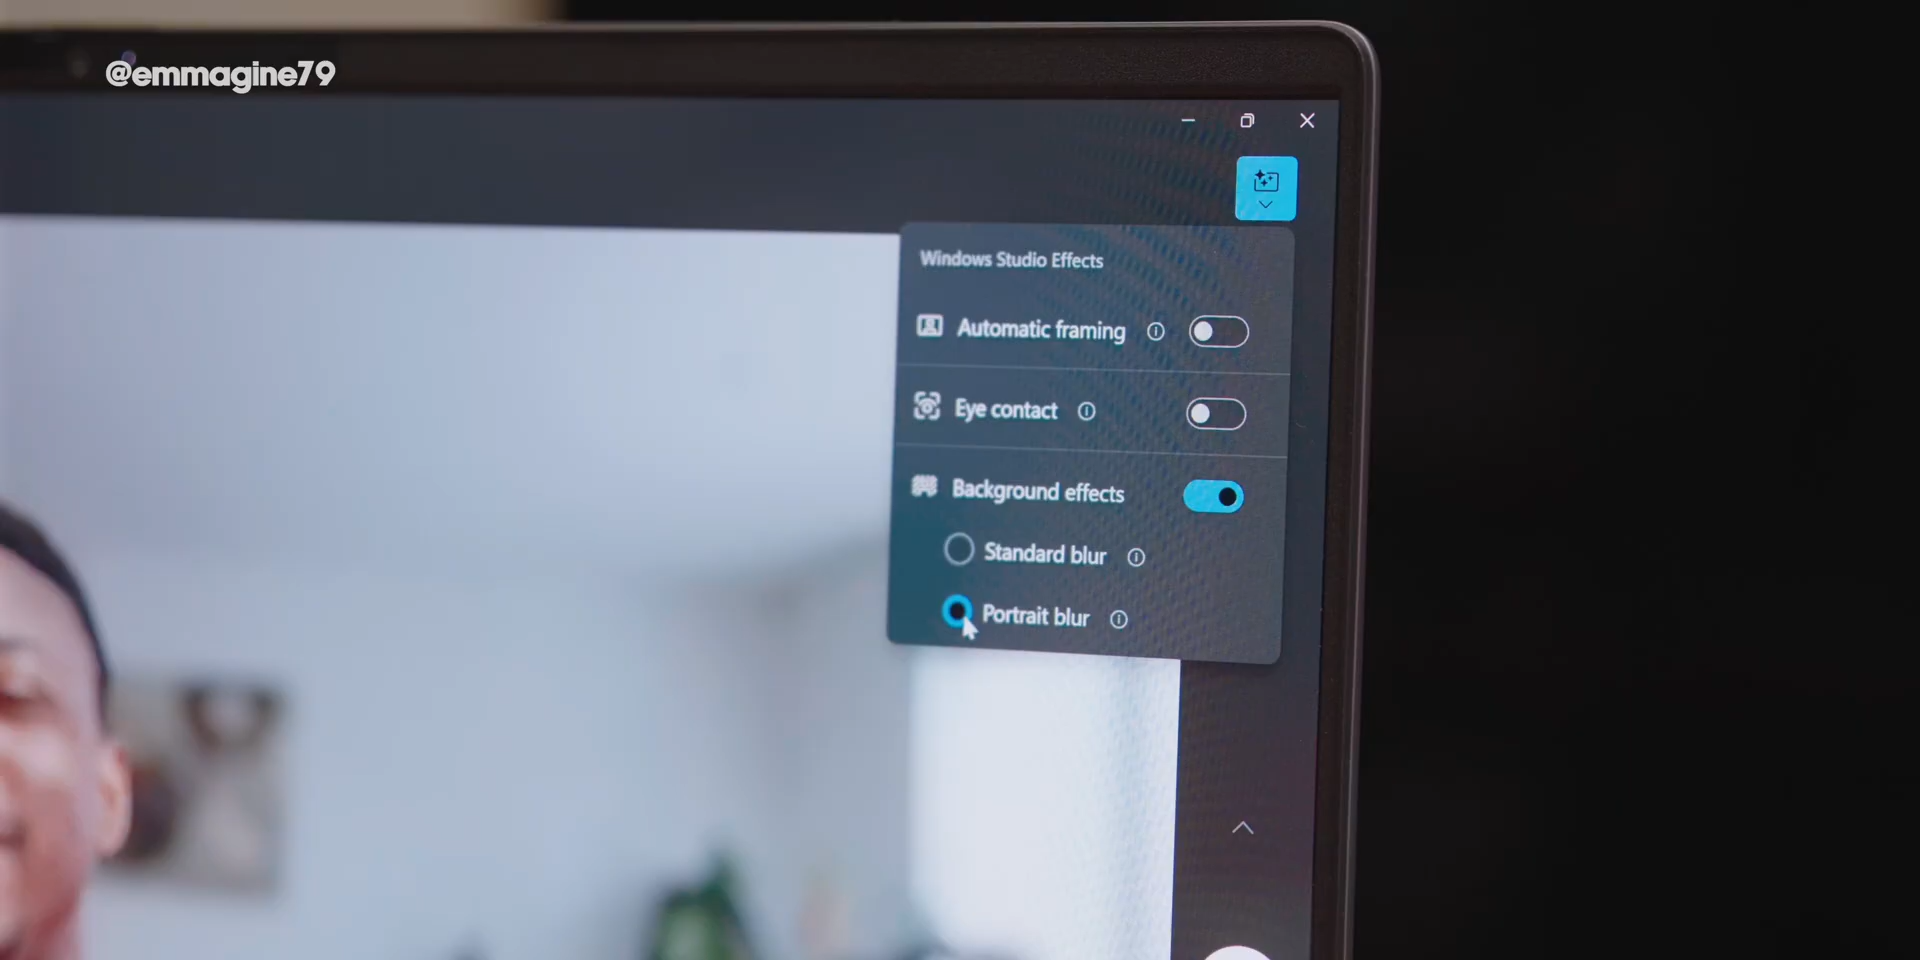 @emmagine79
Windows Studio Effects
Automatic framing
Eye contact
Background effects
Standard blur
Portrait blur